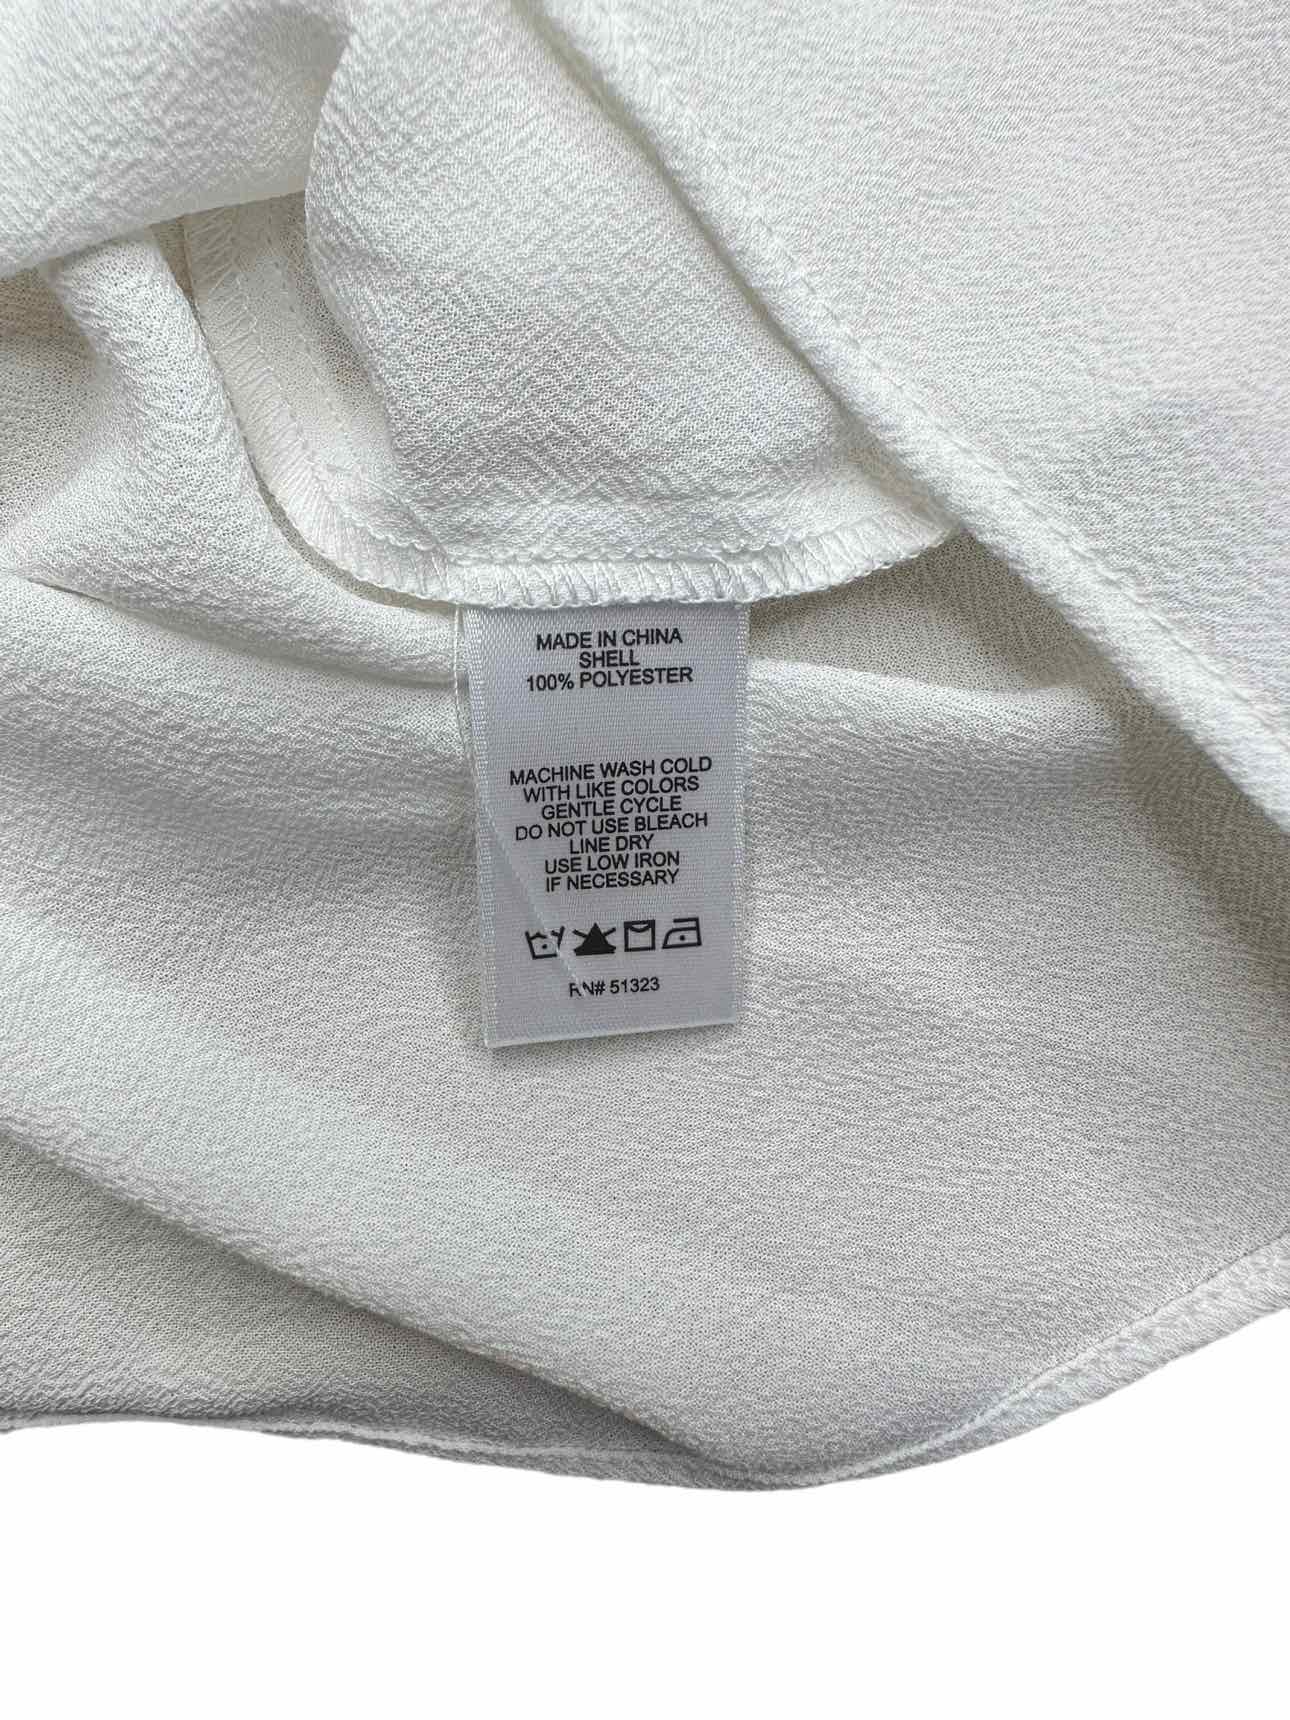 MADE IN CHINA
SHELL
100% POLYESTER
MACHINE WASH COLD
WITH LIKE COLORS
GENTLE CYCLE
DO NOT USE BLEACH
LINE DRY
USE LOW IRON
IF NECESSARY
RN# 51323